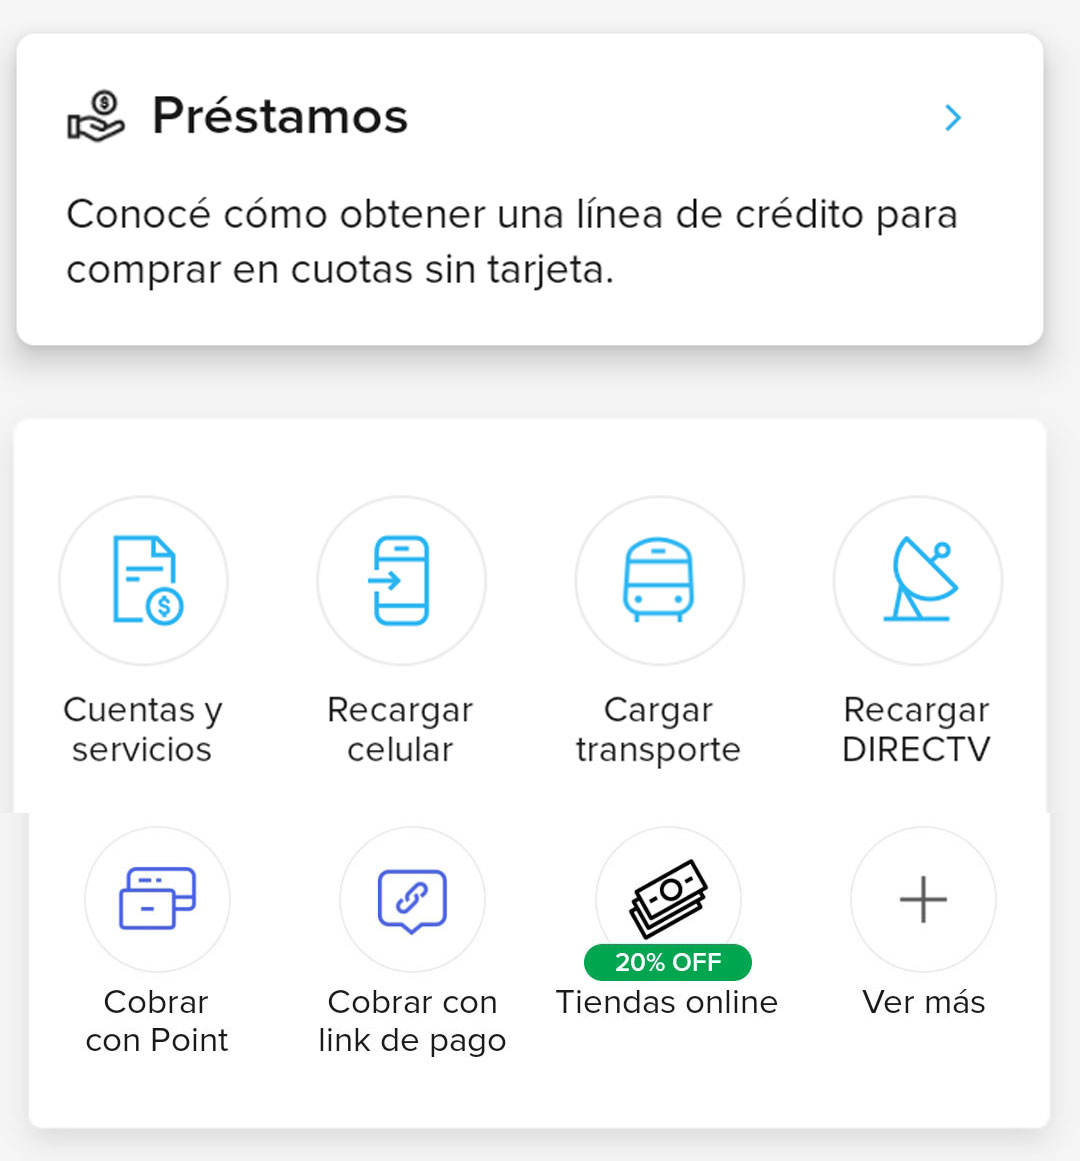 Préstamos
Conocé cómo obtener una línea de crédito para
comprar en cuotas sin tarjeta.
Cuentas y
servicios
Recargar
celular
Cargar
transporte
Recargar
DIRECTV
Cobrar
con Point
Cobrar con
link de pago
20% OFF
Tiendas online
Ver más